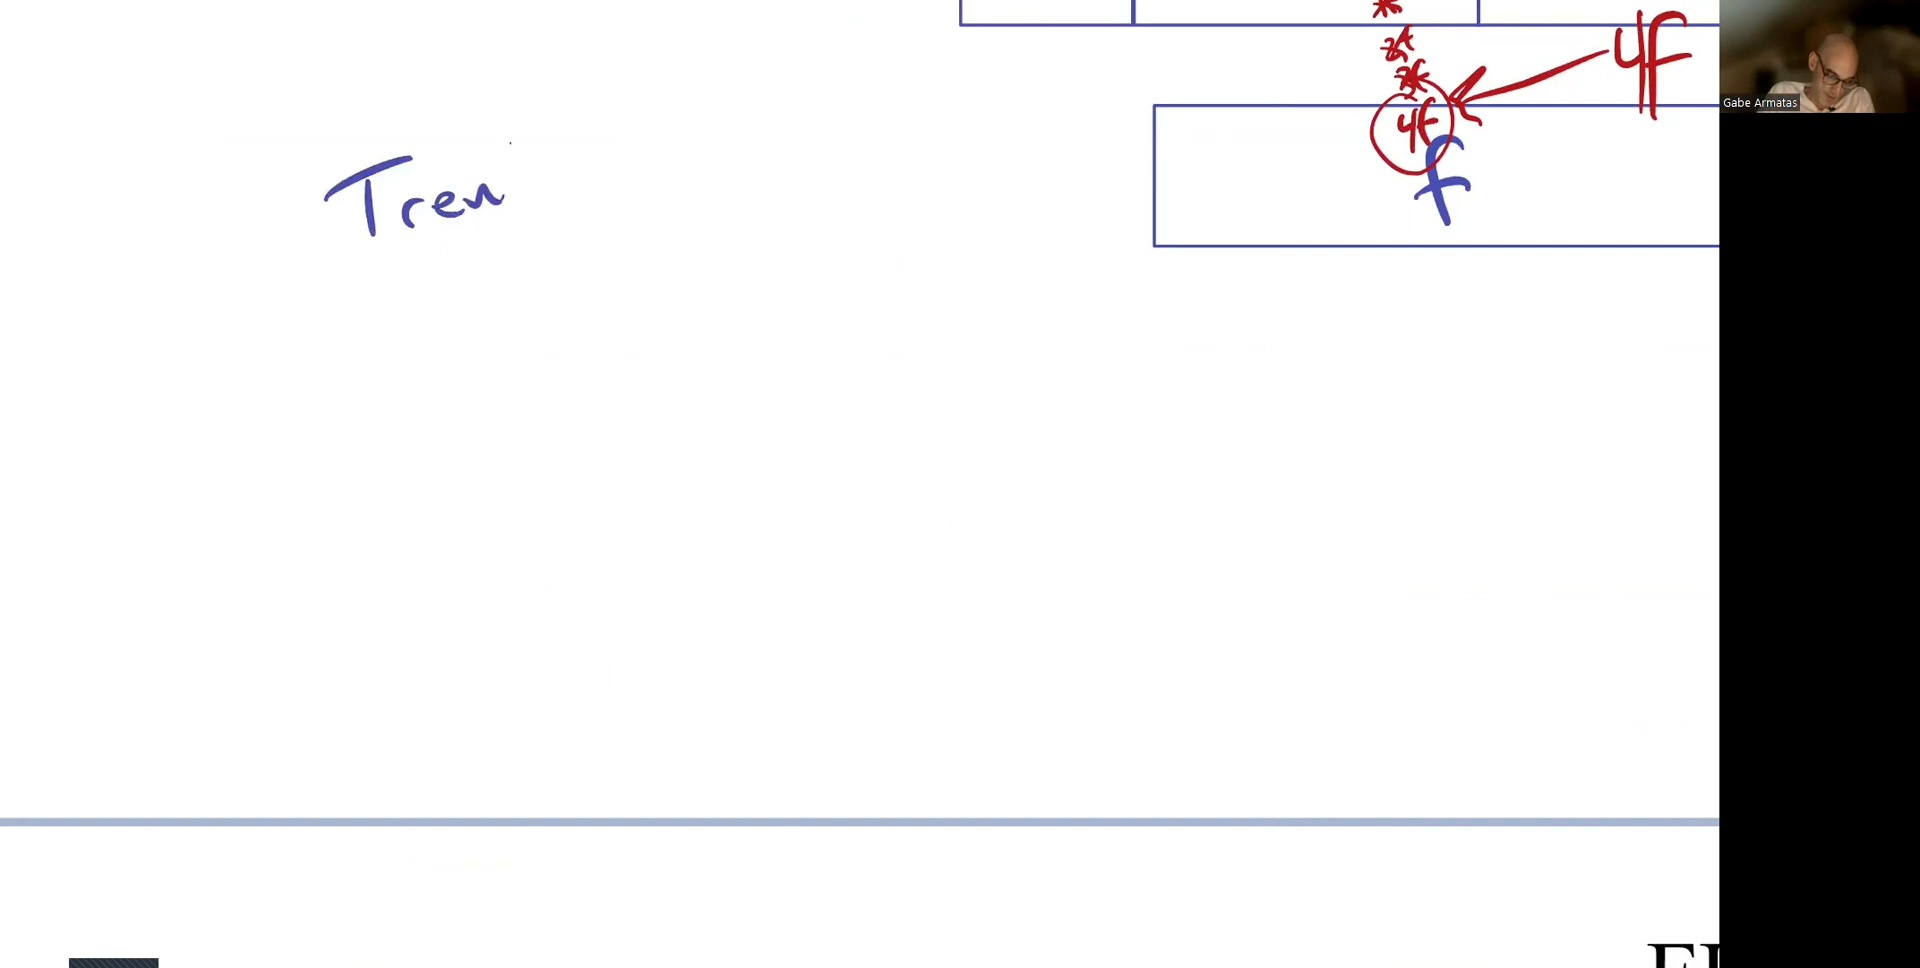 4f
Gabe Armatas
4f
f
Tren